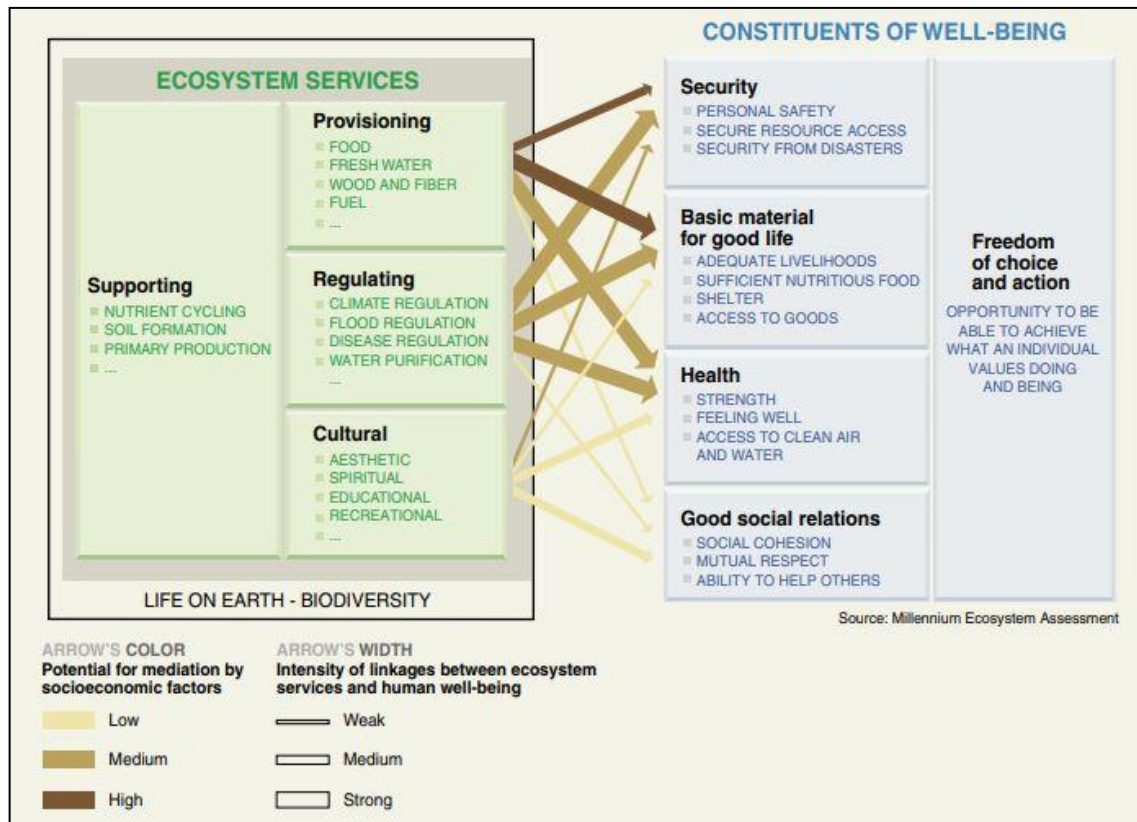 CONSTITUENTS OF WELL-BEING
ECOSYSTEM SERVICES
Supporting
NUTRIENT CYCLING
SOIL FORMATION
PRIMARY PRODUCTION
...
Provisioning
FOOD
FRESH WATER
WOOD AND FIBER
FUEL
...
Regulating
CLIMATE REGULATION
FLOOD REGULATION
DISEASE REGULATION
WATER PURIFICATION
...
Cultural
AESTHETIC
SPIRITUAL
EDUCATIONAL
RECREATIONAL
...
LIFE ON EARTH - BIODIVERSITY
Security
PERSONAL SAFETY
SECURE RESOURCE ACCESS
SECURITY FROM DISASTERS
Basic material
for good life
ADEQUATE LIVELIHOODS
SUFFICIENT NUTRITIOUS FOOD
SHELTER
ACCESS TO GOODS
Health
STRENGTH
FEELING WELL
ACCESS TO CLEAN AIR
AND WATER
Good social relations
SOCIAL COHESION
MUTUAL RESPECT
ABILITY TO HELP OTHERS
Freedom
of choice
and action
OPPORTUNITY TO BE
ABLE TO ACHIEVE
WHAT AN INDIVIDUAL
VALUES DOING
AND BEING
Source: Millennium Ecosystem Assessment
ARROW'S COLOR
Potential for mediation by
socioeconomic factors
Low
Medium
High
ARROW'S WIDTH
Intensity of linkages between ecosystem
services and human well-being
Weak
Medium
Strong